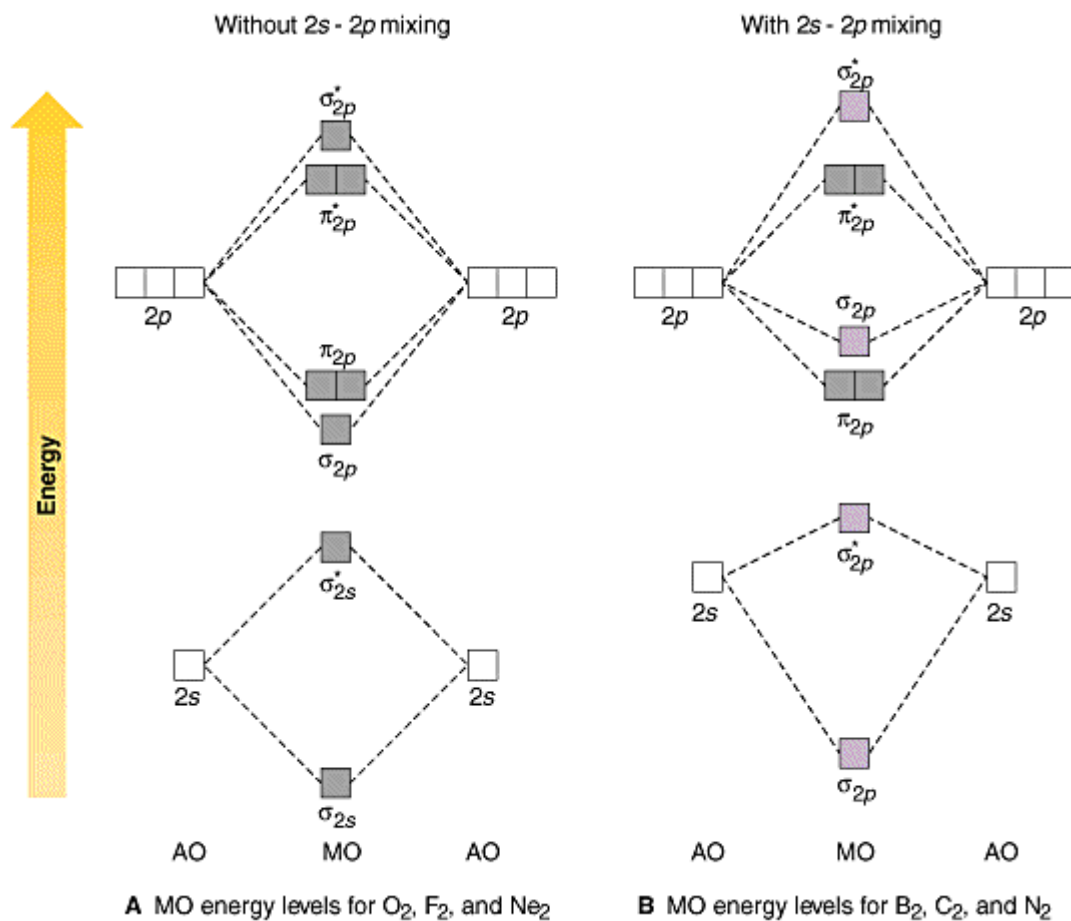 Without 2s - 2p mixing
With 2s - 2p mixing
σ*2p
σ*2p
π*2p
π*2p
2p
2p
2p
2p
σ2p
π2p
π2p
σ2p
Energy
σ*2s
σ*2p
2s
2s
2s
2s
σ2p
σ2s
AO
MO
AO
AO
MO
AO
A MO energy levels for O2, F2, and Ne2
B MO energy levels for B2, C2, and N2